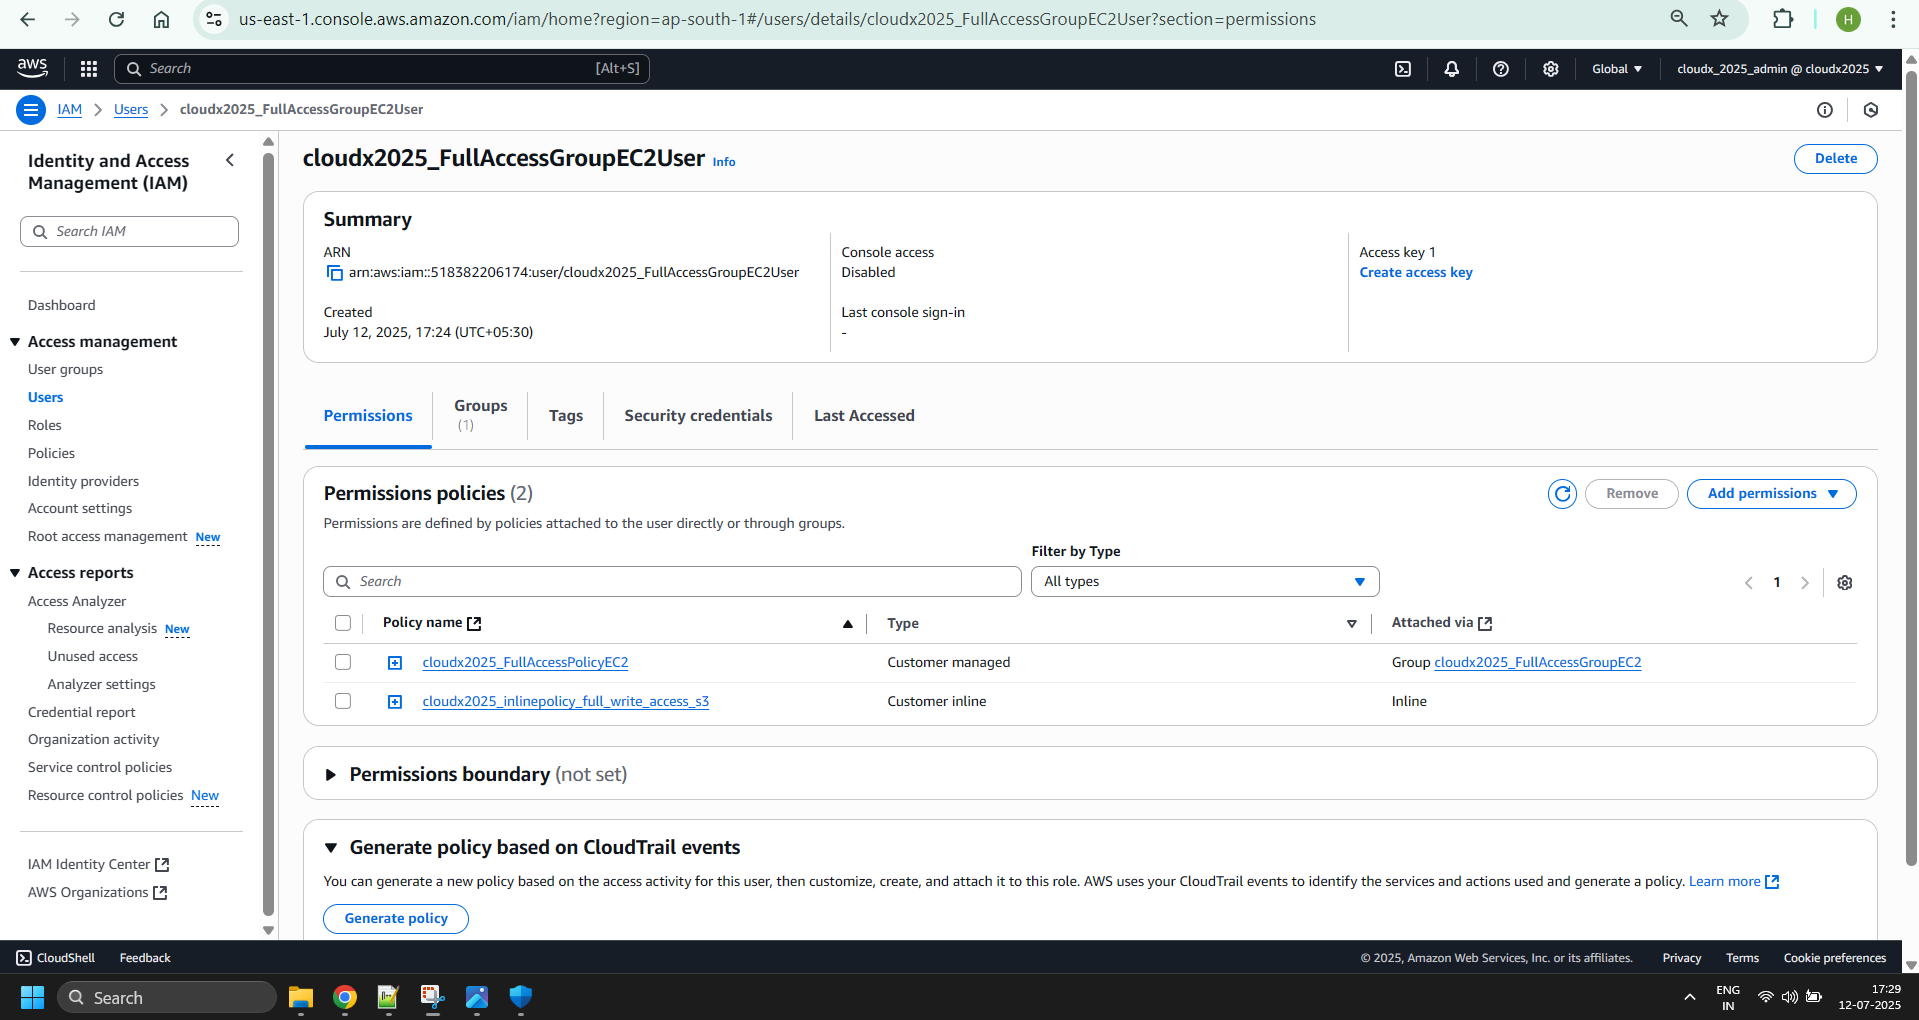 us-east-1.console.aws.amazon.com/iam/home?region=ap-south-1#/users/details/cloudx2025_FullAccessGroupEC2User?section=permissions
H
aws
Search
[Alt+S]
Global
cloudx_2025_admin @ cloudx2025
IAM
Users
cloudx2025_FullAccessGroupEC2User
Identity and Access
Management (IAM)
Search IAM
Dashboard
Access management
User groups
Users
Roles
Policies
Identity providers
Account settings
Root access management New
Access reports
Access Analyzer
Resource analysis New
Unused access
Analyzer settings
Credential report
Organization activity
Service control policies
Resource control policies New
IAM Identity Center
AWS Organizations
cloudx2025_FullAccessGroupEC2User Info
Delete
Summary
ARN
arn:aws:iam::518382206174:user/cloudx2025_FullAccessGroupEC2User
Created
July 12, 2025, 17:24 (UTC+05:30)
Console access
Disabled
Last console sign-in
-
Access key 1
Create access key
Permissions
Groups
(1)
Tags
Security credentials
Last Accessed
Permissions policies (2)
Remove
Add permissions
Permissions are defined by policies attached to the user directly or through groups.
Filter by Type
Search
All types
1
Policy name
Type
Attached via
cloudx2025_FullAccessPolicyEC2
Customer managed
Group cloudx2025_FullAccessGroupEC2
cloudx2025_inlinepolicy_full_write_access_s3
Customer inline
Inline
Permissions boundary (not set)
Generate policy based on CloudTrail events
You can generate a new policy based on the access activity for this user, then customize, create, and attach it to this role. AWS uses your CloudTrail events to identify the services and actions used and generate a policy. Learn more
Generate policy
CloudShell
Feedback
© 2025, Amazon Web Services, Inc. or its affiliates.
Privacy
Terms
Cookie preferences
Search
ENG
IN
17:29
12-07-2025